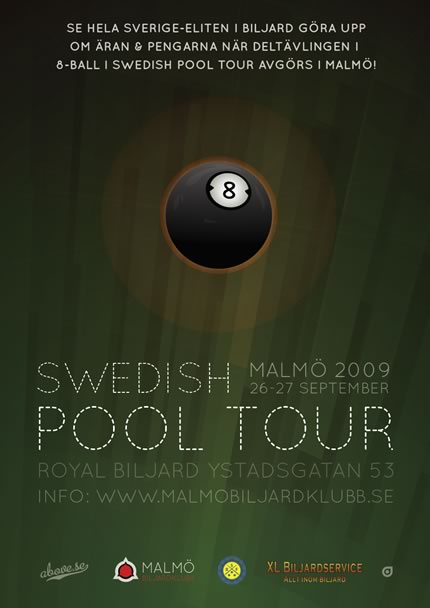 SE HELA SVERIGE-ELITEN I BILJARD GÖRA UPP
OM ÄRAN & PENGARNA NÄR DELTÄVLINGEN I
8-BALL I SWEDISH POOL TOUR AVGÖRS I MALMÖ!
8
SWEDISH
MALMÖ 2009
26-27 SEPTEMBER
POOL TOUR
ROYAL BILJARD YSTADSGATAN 53
INFO: WWW.MALMOBILJARDKLUBB.SE
above.se
MALMÖ
BILJARDKLUBB
XL BILJARDSERVICE
ALLT INOM BILJARD